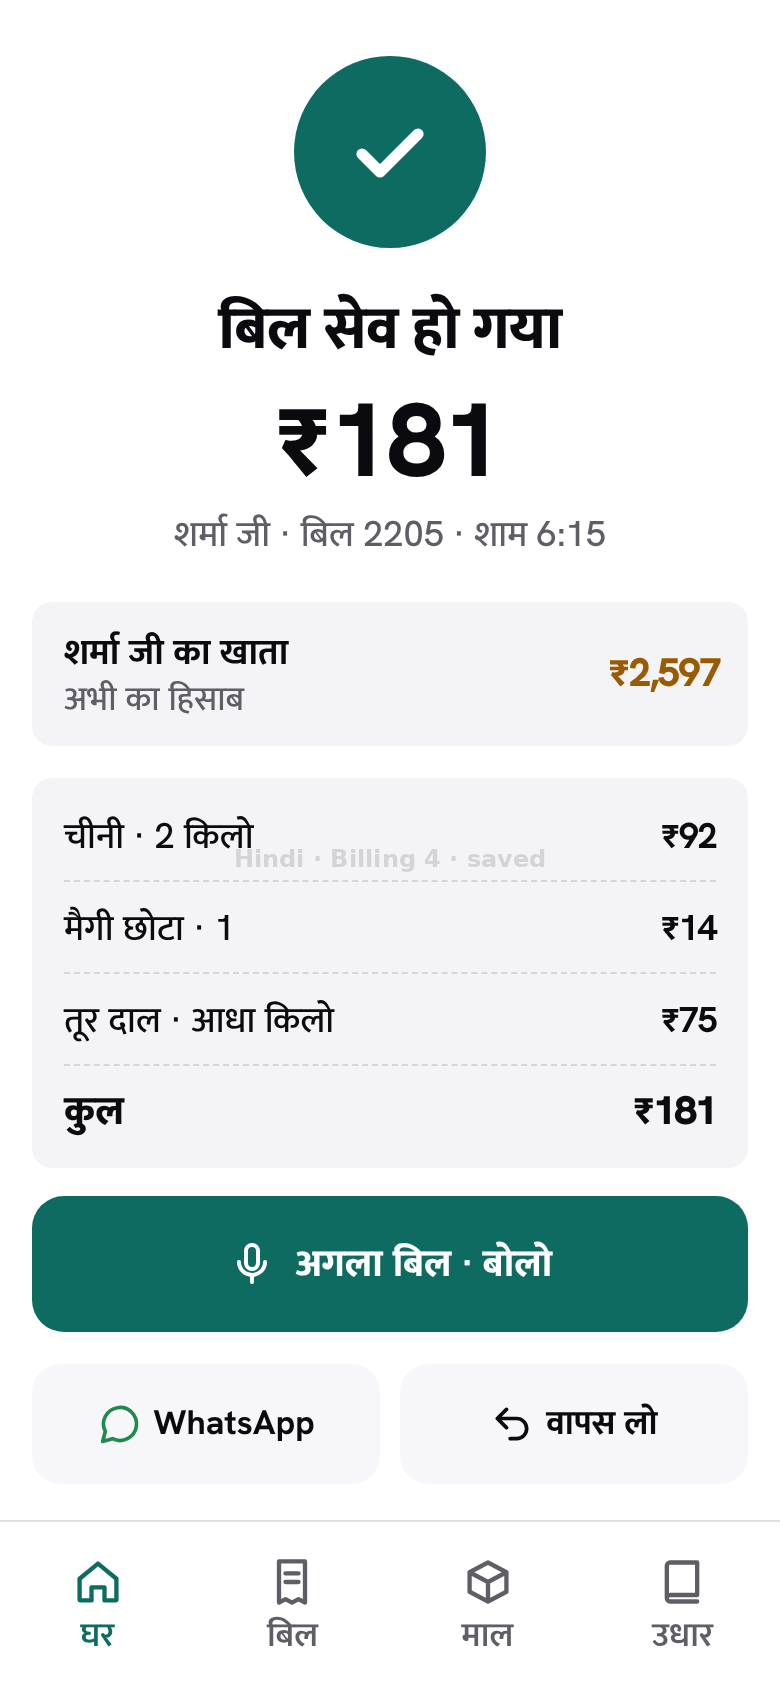 बिल सेव हो गया
₹181
शर्मा जी · बिल 2205 · शाम 6:15
शर्मा जी का खाता
अभी का हिसाब
₹2,597
चीनी · 2 किलो ₹92
Hindi · Billing 4 · saved
मैगी छोटा · 1 ₹14
तूर दाल · आधा किलो ₹75
कुल ₹181
अगला बिल · बोलो
WhatsApp वापस लो
घर बिल माल उधार